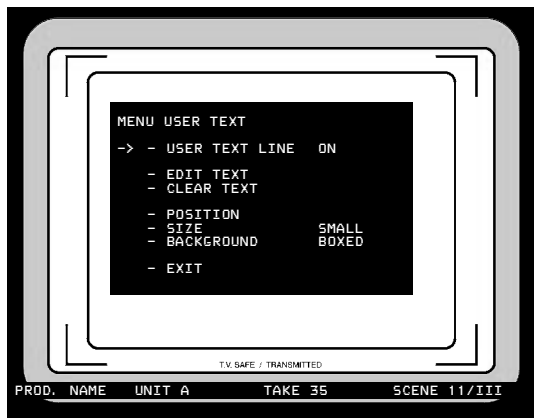 MENU USER TEXT
-> - USER TEXT LINE ON
- EDIT TEXT
- CLEAR TEXT
- POSITION
- SIZE SMALL
- BACKGROUND BOXED
- EXIT
T.V. SAFE / TRANSMITTED
PROD. NAME UNIT A TAKE 35 SCENE 11/III